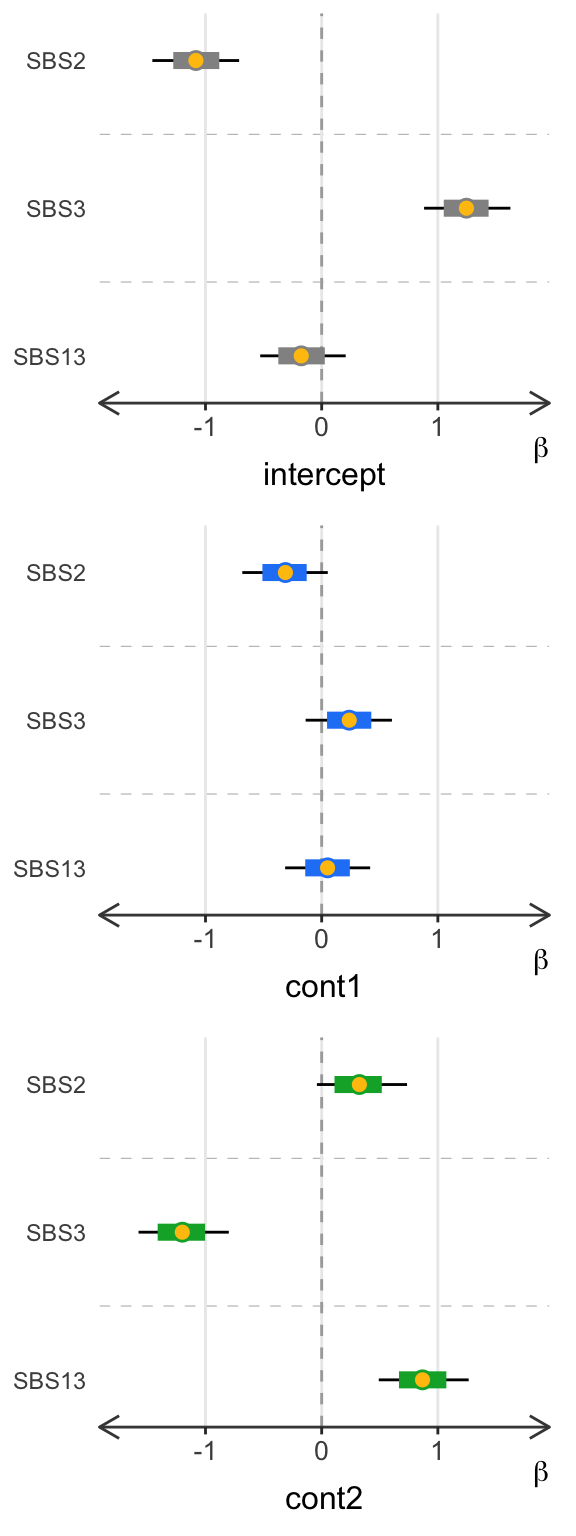 SBS2
SBS3
SBS13
-1 0 1
β
intercept
SBS2
SBS3
SBS13
-1 0 1
β
cont1
SBS2
SBS3
SBS13
-1 0 1
β
cont2